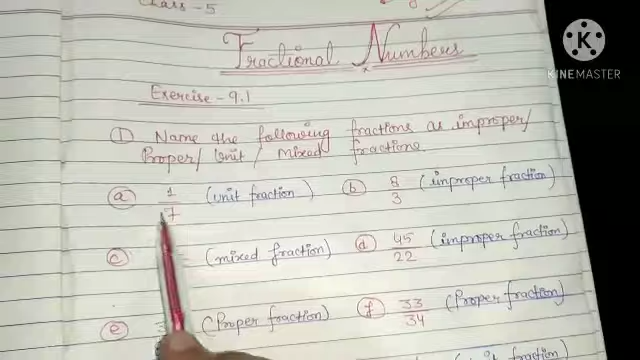 Class - 5
Fractional Numbers
KINEMASTER
Exercise - 9.1
① Name the following fractions as improper/
Proper/ Unit / Mixed fractions.
ⓐ 1/7 (unit fraction) ⓑ 8/3 (improper fraction)
ⓒ (mixed fraction) ⓓ 45/22 (improper fraction)
ⓔ 3 (Proper fraction) ⓕ 33/34 (Proper fraction)